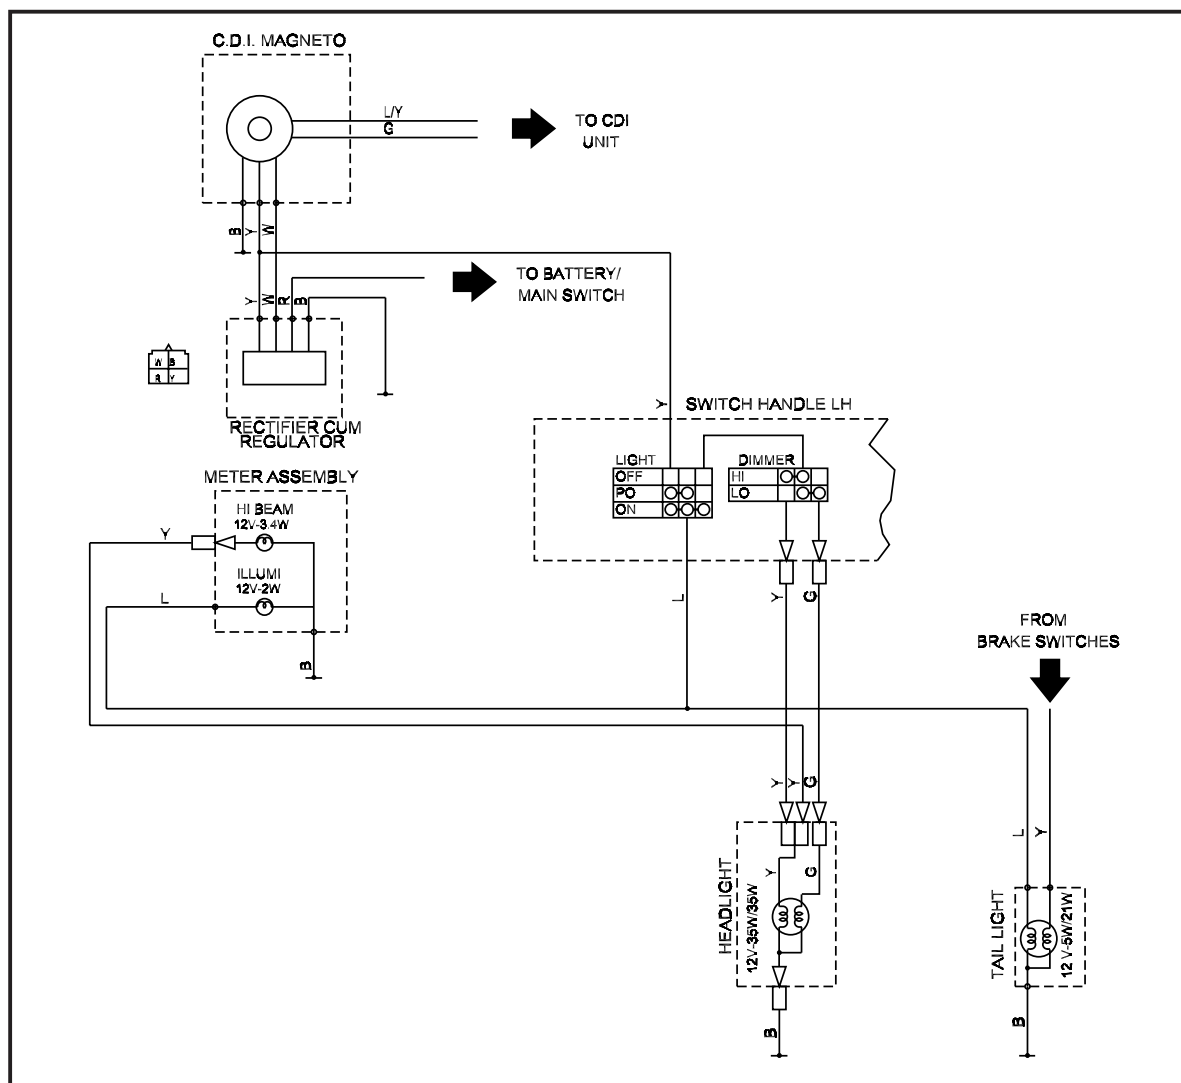 C.D.I. MAGNETO
L/Y
G
TO CDI
UNIT
B
Y
W
TO BATTERY/
MAIN SWITCH
Y
W
R
B
W B
R Y
RECTIFIER CUM
REGULATOR
Y
SWITCH HANDLE LH
LIGHT
OFF
PO
ON
DIMMER
HI
LO
METER ASSEMBLY
HI BEAM
12V-3.4W
Y
ILLUMI
12V-2W
L
B
L
Y
G
FROM
BRAKE SWITCHES
Y
Y
G
L
Y
HEADLIGHT
12V-35W/35W
Y
G
B
TAIL LIGHT
12 V-5W/21W
B